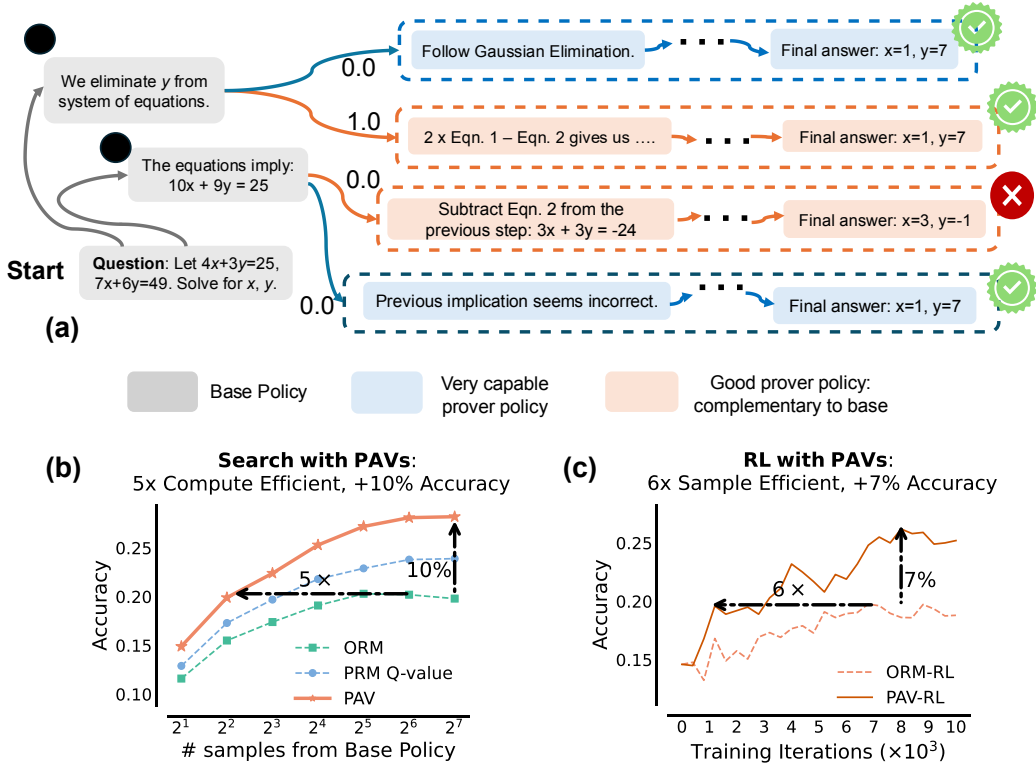 We eliminate y from
system of equations.
0.0
Follow Gaussian Elimination.
Final answer: x=1, y=7
1.0
2 x Eqn. 1 – Eqn. 2 gives us ….
Final answer: x=1, y=7
The equations imply:
10x + 9y = 25
0.0
Subtract Eqn. 2 from the
previous step: 3x + 3y = -24
Final answer: x=3, y=-1
Start
Question: Let 4x+3y=25,
7x+6y=49. Solve for x, y.
0.0
Previous implication seems incorrect.
Final answer: x=1, y=7
(a)
Base Policy
Very capable
prover policy
Good prover policy:
complementary to base
(b)
Search with PAVs:
5x Compute Efficient, +10% Accuracy
Accuracy
0.25
0.20
0.15
0.10
5 ×
10%
ORM
PRM Q-value
PAV
2¹ 2² 2³ 2⁴ 2⁵ 2⁶ 2⁷
# samples from Base Policy
(c)
RL with PAVs:
6x Sample Efficient, +7% Accuracy
Accuracy
0.25
0.20
0.15
6 ×
7%
ORM-RL
PAV-RL
0 1 2 3 4 5 6 7 8 9 10
Training Iterations (×10³)